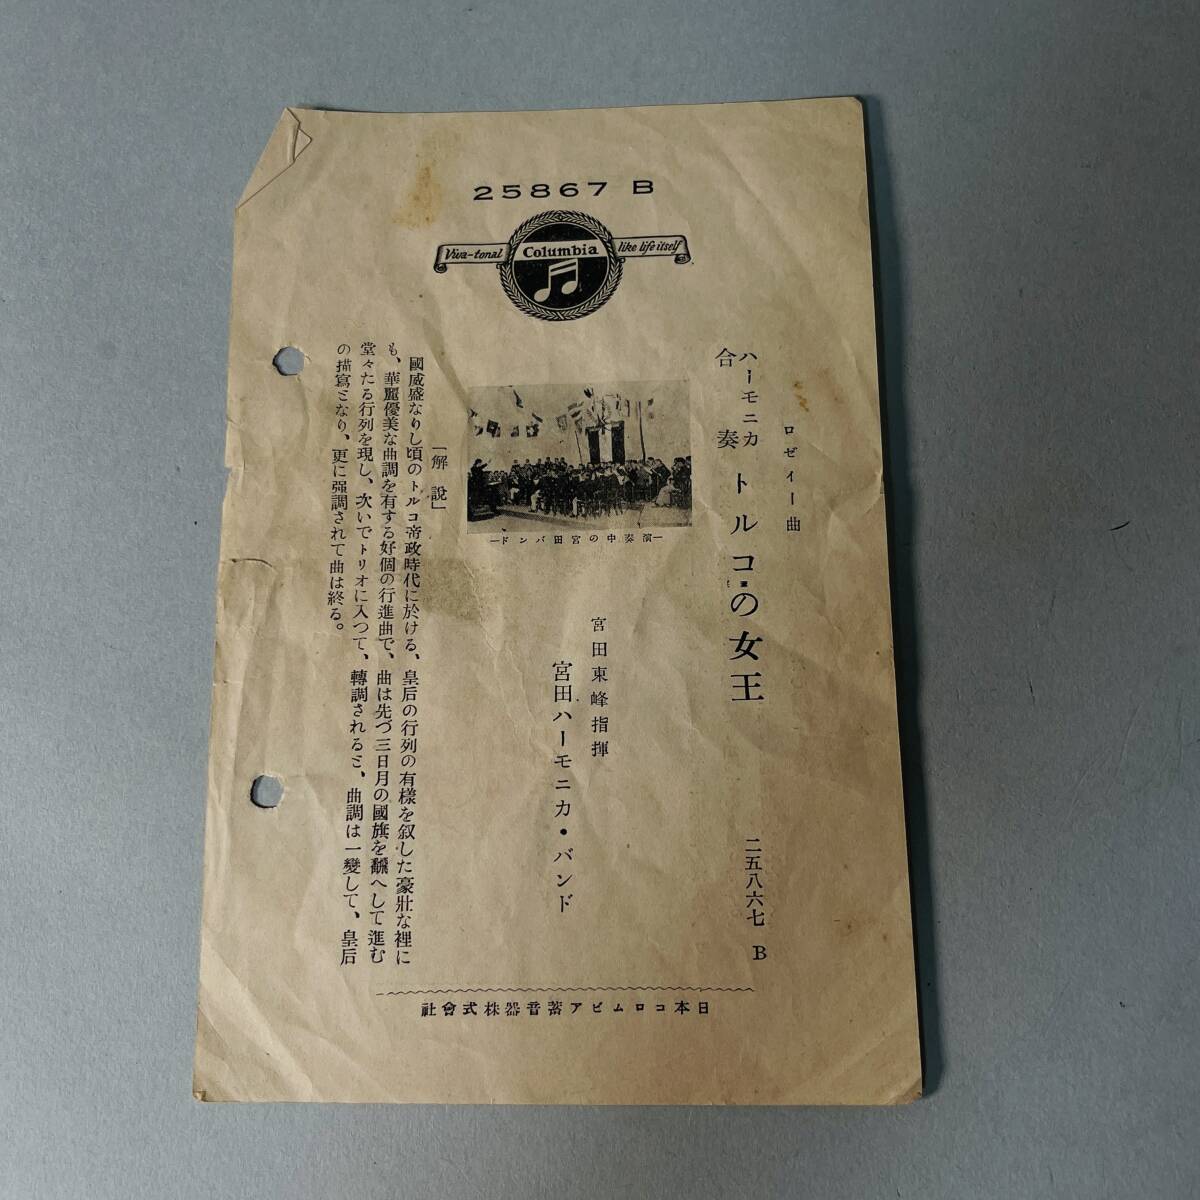 25867 B
Viva-tonal Columbia like life itself
ロゼイー曲
ハーモニカ合奏 トルコの女王 二五八六七 B
宮田東峰指揮
宮田ハーモニカ・バンド
―演奏中の宮田バンド―
「解說」
國威盛なりし頃のトルコ帝政時代に於ける、皇后の行列の有樣を叙した豪壯な裡に
も、華麗優美な曲調を有する好個の行進曲で、曲は先づ三日月の國旗を飜へして進む
堂々たる行列を現し、次いでトリオに入つて、轉調されると、曲調は一變して、皇后
の描寫となり、更に强調されて曲は終る。
日本コロムビア蓄音器株式會社